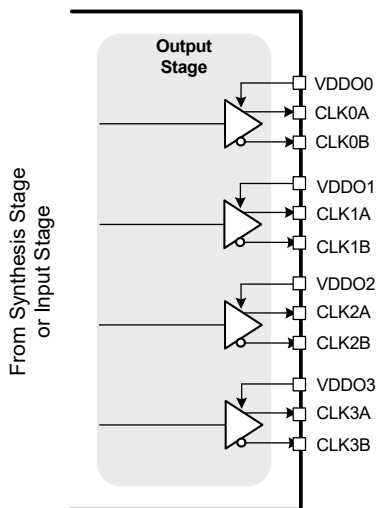 Output
Stage
From Synthesis Stage
or Input Stage
VDDO0
CLK0A
CLK0B
VDDO1
CLK1A
CLK1B
VDDO2
CLK2A
CLK2B
VDDO3
CLK3A
CLK3B